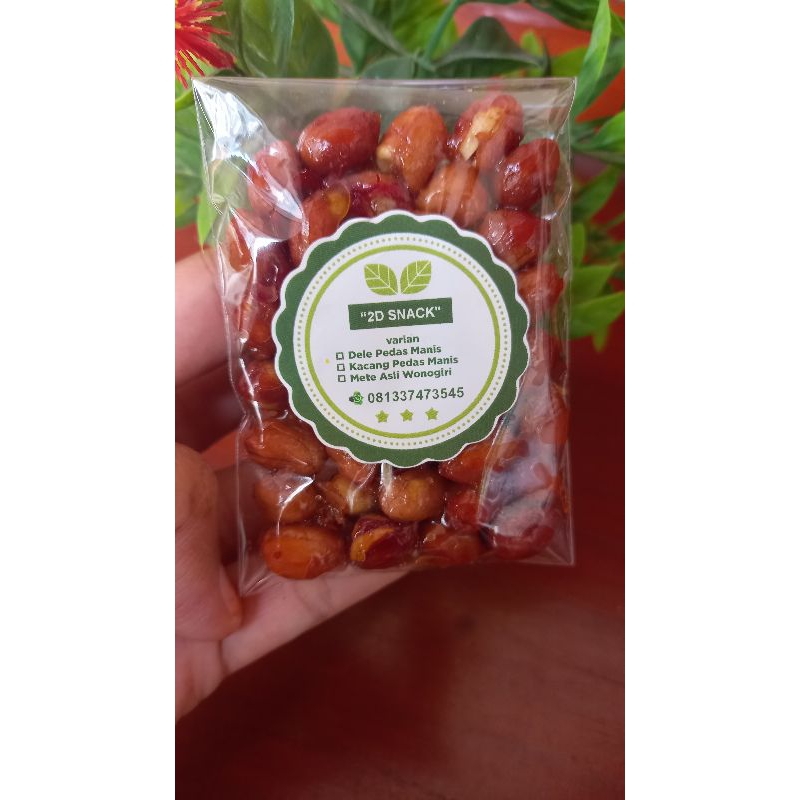 "2D SNACK"
varian
Dele Pedas Manis
Kacang Pedas Manis
Mete Asli Wonogiri
081337473545